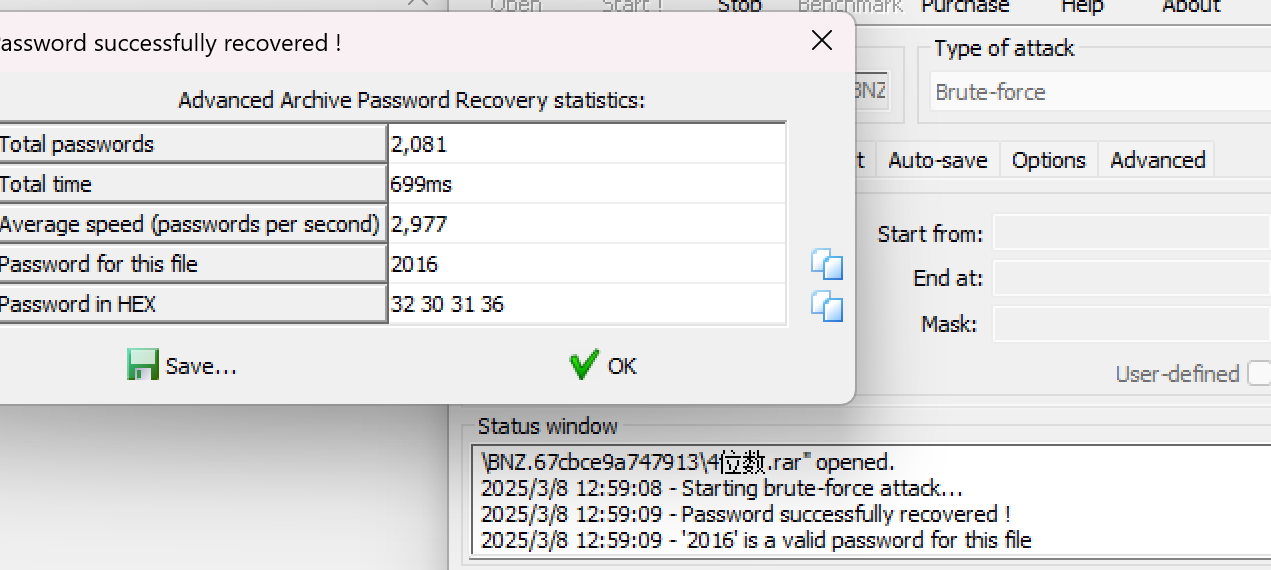 Open Start ! Stop Benchmark Purchase Help About
assword successfully recovered !
Type of attack
BNZ
Brute-force
Advanced Archive Password Recovery statistics:
Total passwords 2,081
Total time 699ms
Average speed (passwords per second) 2,977
Password for this file 2016
Password in HEX 32 30 31 36
Save...
OK
t Auto-save Options Advanced
Start from:
End at:
Mask:
User-defined
Status window
\BNZ.67cbce9a747913\4位数.rar" opened.
2025/3/8 12:59:08 - Starting brute-force attack...
2025/3/8 12:59:09 - Password successfully recovered !
2025/3/8 12:59:09 - '2016' is a valid password for this file